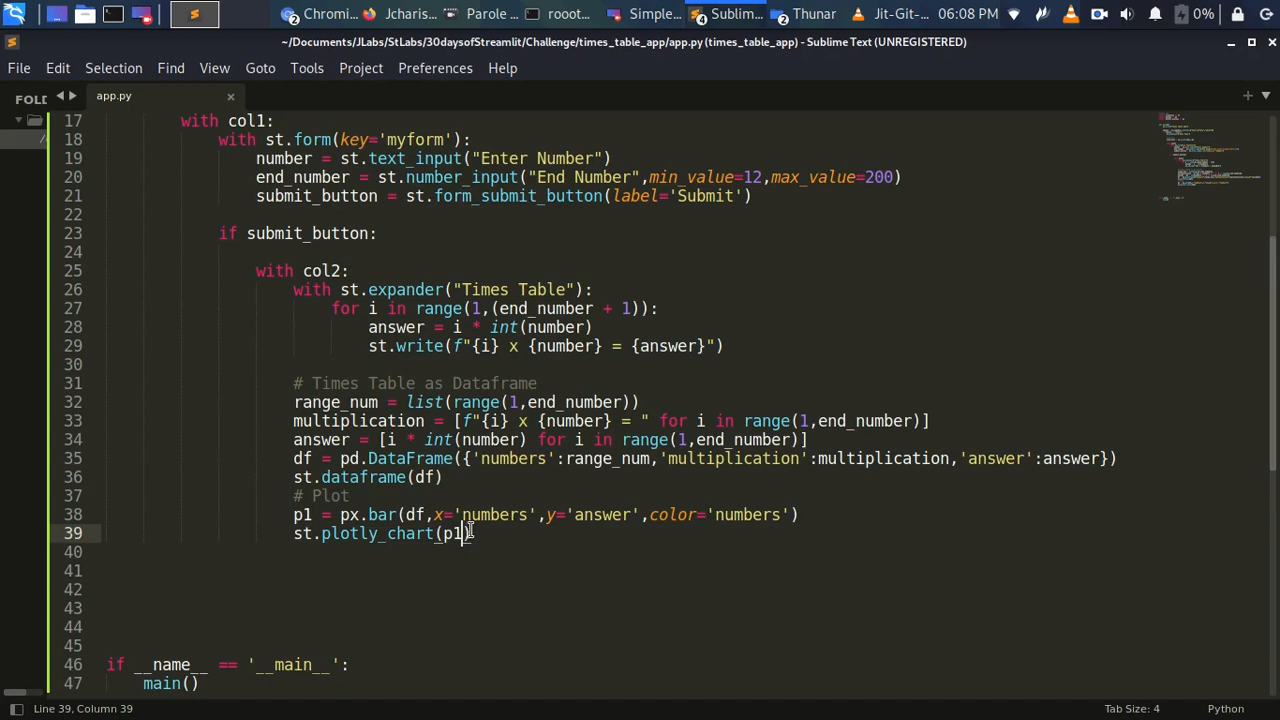 Chromi...
Jcharis...
Parole ...
rooot...
Simple...
Sublim...
Thunar
Jit-Git-...
06:08 PM
0%
~/Documents/JLabs/StLabs/30daysofStreamlit/Challenge/times_table_app/app.py (times_table_app) - Sublime Text (UNREGISTERED)
File Edit Selection Find View Goto Tools Project Preferences Help
FOLD
app.py
17 with col1:
18 with st.form(key='myform'):
19 number = st.text_input("Enter Number")
20 end_number = st.number_input("End Number",min_value=12,max_value=200)
21 submit_button = st.form_submit_button(label='Submit')
22
23 if submit_button:
24
25 with col2:
26 with st.expander("Times Table"):
27 for i in range(1,(end_number + 1)):
28 answer = i * int(number)
29 st.write(f"{i} x {number} = {answer}")
30
31 # Times Table as Dataframe
32 range_num = list(range(1,end_number))
33 multiplication = [f"{i} x {number} = " for i in range(1,end_number)]
34 answer = [i * int(number) for i in range(1,end_number)]
35 df = pd.DataFrame({'numbers':range_num,'multiplication':multiplication,'answer':answer})
36 st.dataframe(df)
37 # Plot
38 p1 = px.bar(df,x='numbers',y='answer',color='numbers')
39 st.plotly_chart(p1)
40
41
42
43
44
45
46 if __name__ == '__main__':
47 main()
Line 39, Column 39
Tab Size: 4
Python